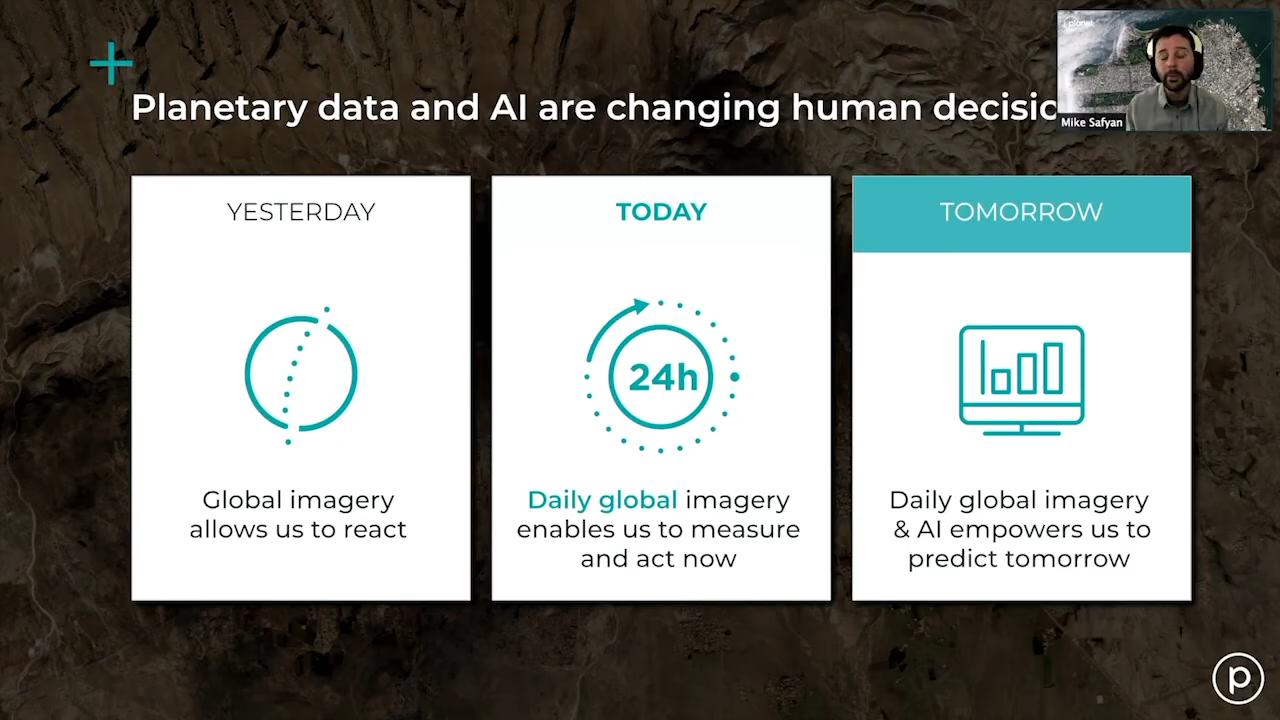 Planetary data and AI are changing human
planet
Mike Safyan
YESTERDAY
Global imagery
allows us to react
TODAY
24h
Daily global imagery
enables us to measure
and act now
TOMORROW
Daily global imagery
& AI empowers us to
predict tomorrow
p